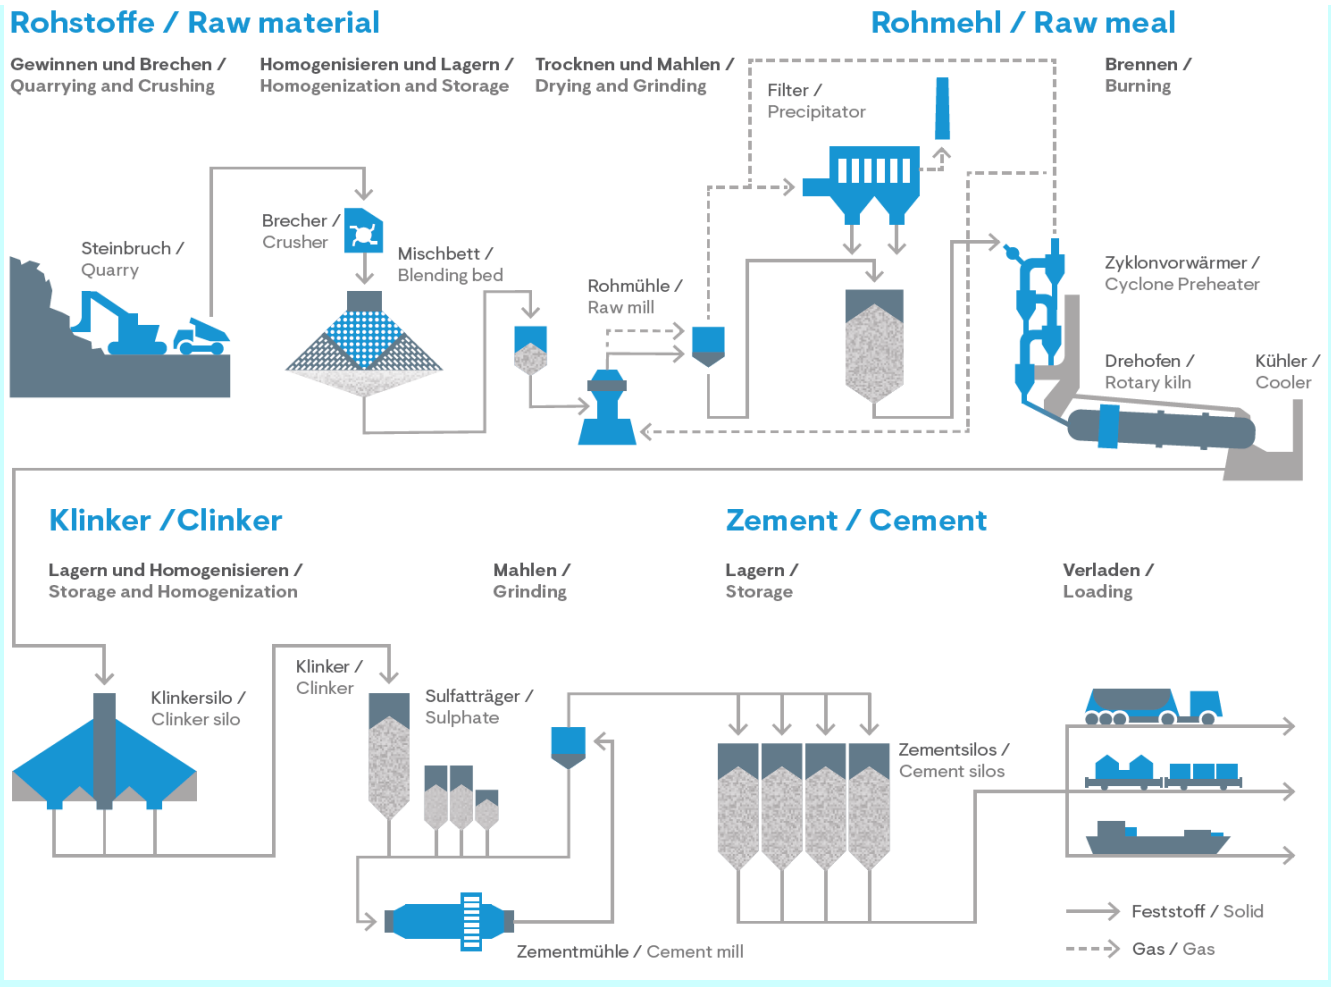 Rohstoffe / Raw material
Rohmehl / Raw meal
Gewinnen und Brechen /
Quarrying and Crushing
Homogenisieren und Lagern /
Homogenization and Storage
Trocknen und Mahlen /
Drying and Grinding
Brennen /
Burning
Filter /
Precipitator
Steinbruch /
Quarry
Brecher /
Crusher
Mischbett /
Blending bed
Rohmühle /
Raw mill
Zyklonvorwärmer /
Cyclone Preheater
Drehofen /
Rotary kiln
Kühler /
Cooler
Klinker /Clinker
Zement / Cement
Lagern und Homogenisieren /
Storage and Homogenization
Mahlen /
Grinding
Lagern /
Storage
Verladen /
Loading
Klinkersilo /
Clinker silo
Klinker /
Clinker
Sulfatträger /
Sulphate
Zementsilos /
Cement silos
Zementmühle / Cement mill
Feststoff / Solid
Gas / Gas